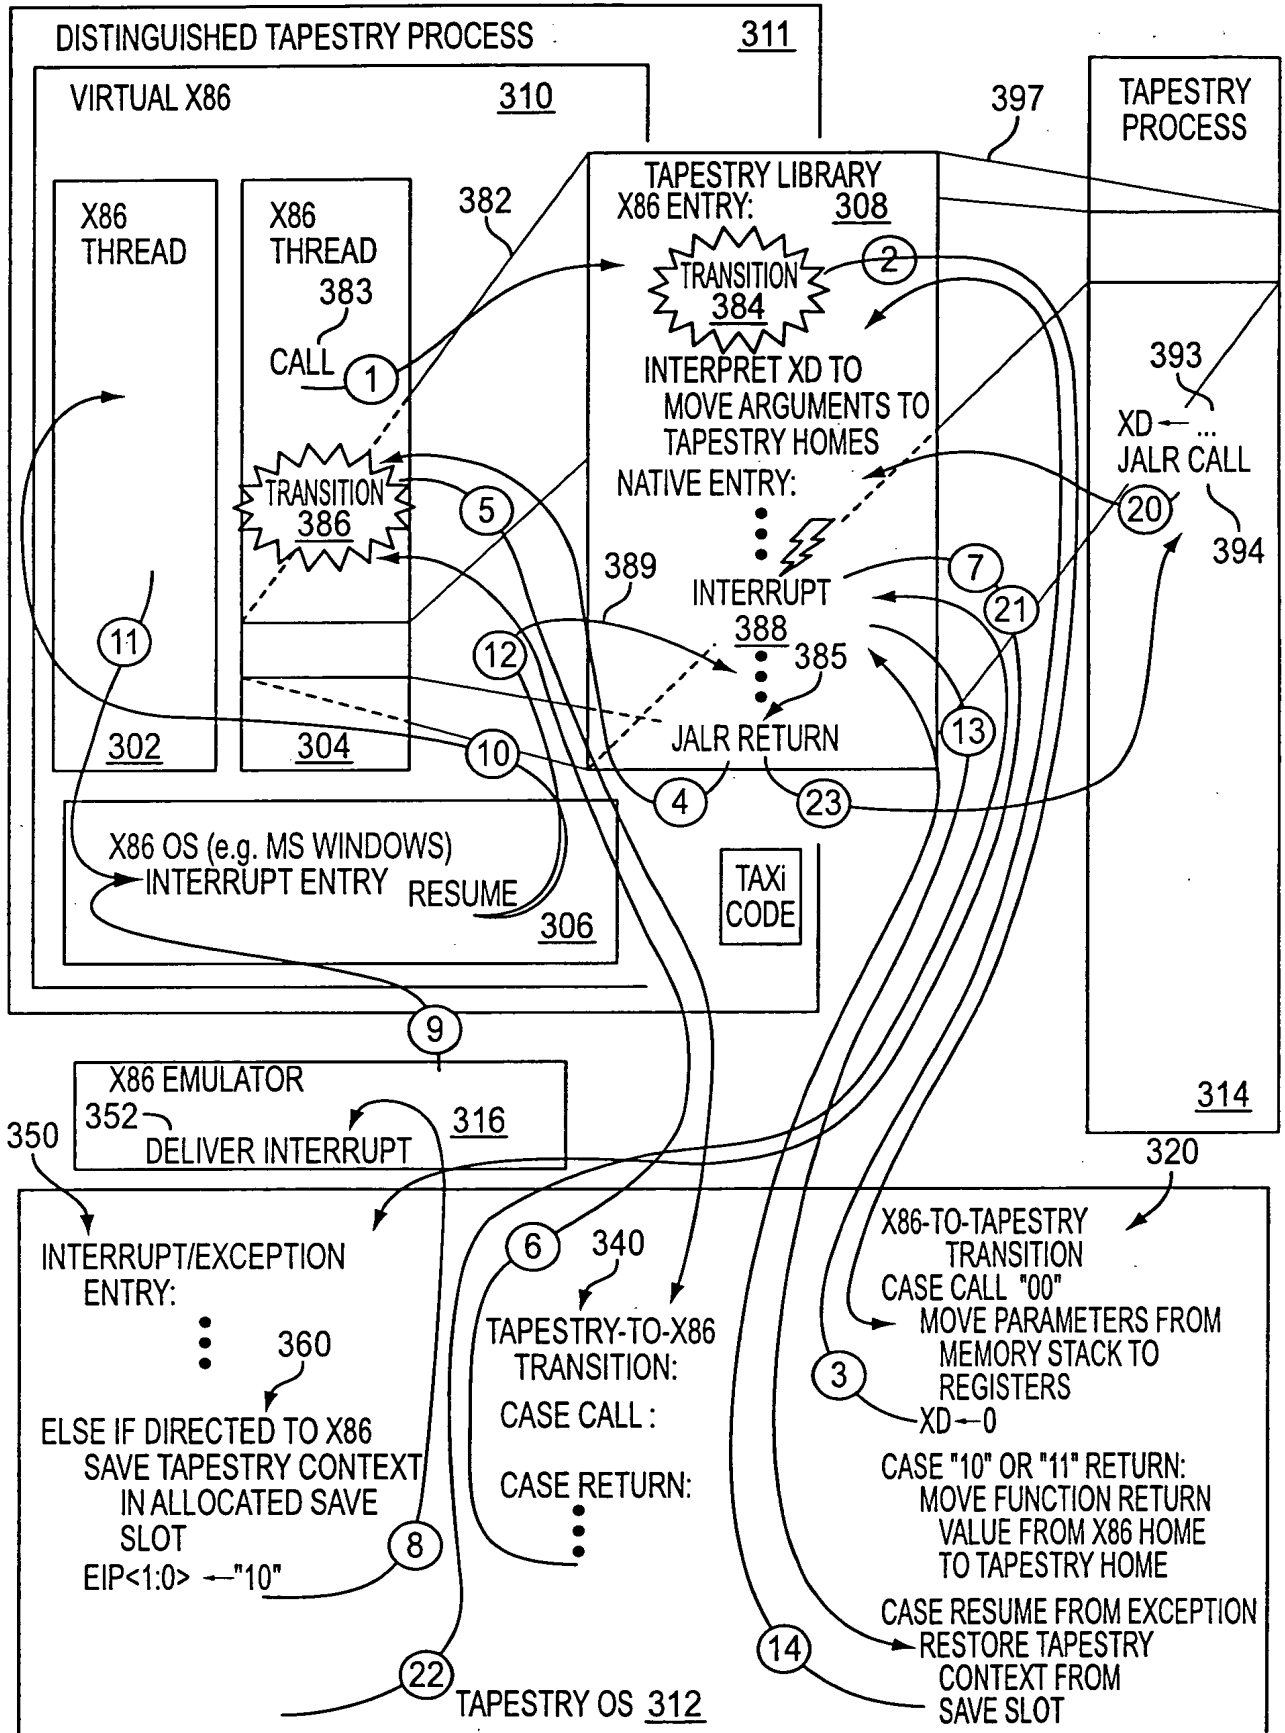 DISTINGUISHED TAPESTRY PROCESS
311
VIRTUAL X86
310
X86
THREAD
302
X86
THREAD
383
CALL
1
TRANSITION
386
304
382
TAPESTRY LIBRARY
X86 ENTRY:
308
TRANSITION
384
2
INTERPRET XD TO
MOVE ARGUMENTS TO
TAPESTRY HOMES
NATIVE ENTRY:
INTERRUPT
388
385
JALR RETURN
389
5
7
21
11
12
10
13
4
23
397
TAPESTRY
PROCESS
393
XD ← ...
JALR CALL
20
394
314
X86 OS (e.g. MS WINDOWS)
INTERRUPT ENTRY
RESUME
306
TAXi
CODE
9
X86 EMULATOR
352
DELIVER INTERRUPT
316
350
INTERRUPT/EXCEPTION
ENTRY:
360
ELSE IF DIRECTED TO X86
SAVE TAPESTRY CONTEXT
IN ALLOCATED SAVE
SLOT
EIP<1:0> ← "10"
8
22
6
340
TAPESTRY-TO-X86
TRANSITION:
CASE CALL :
CASE RETURN:
TAPESTRY OS 312
320
X86-TO-TAPESTRY
TRANSITION
CASE CALL "00"
MOVE PARAMETERS FROM
MEMORY STACK TO
REGISTERS
3
XD ← 0
CASE "10" OR "11" RETURN:
MOVE FUNCTION RETURN
VALUE FROM X86 HOME
TO TAPESTRY HOME
CASE RESUME FROM EXCEPTION
RESTORE TAPESTRY
CONTEXT FROM
SAVE SLOT
14